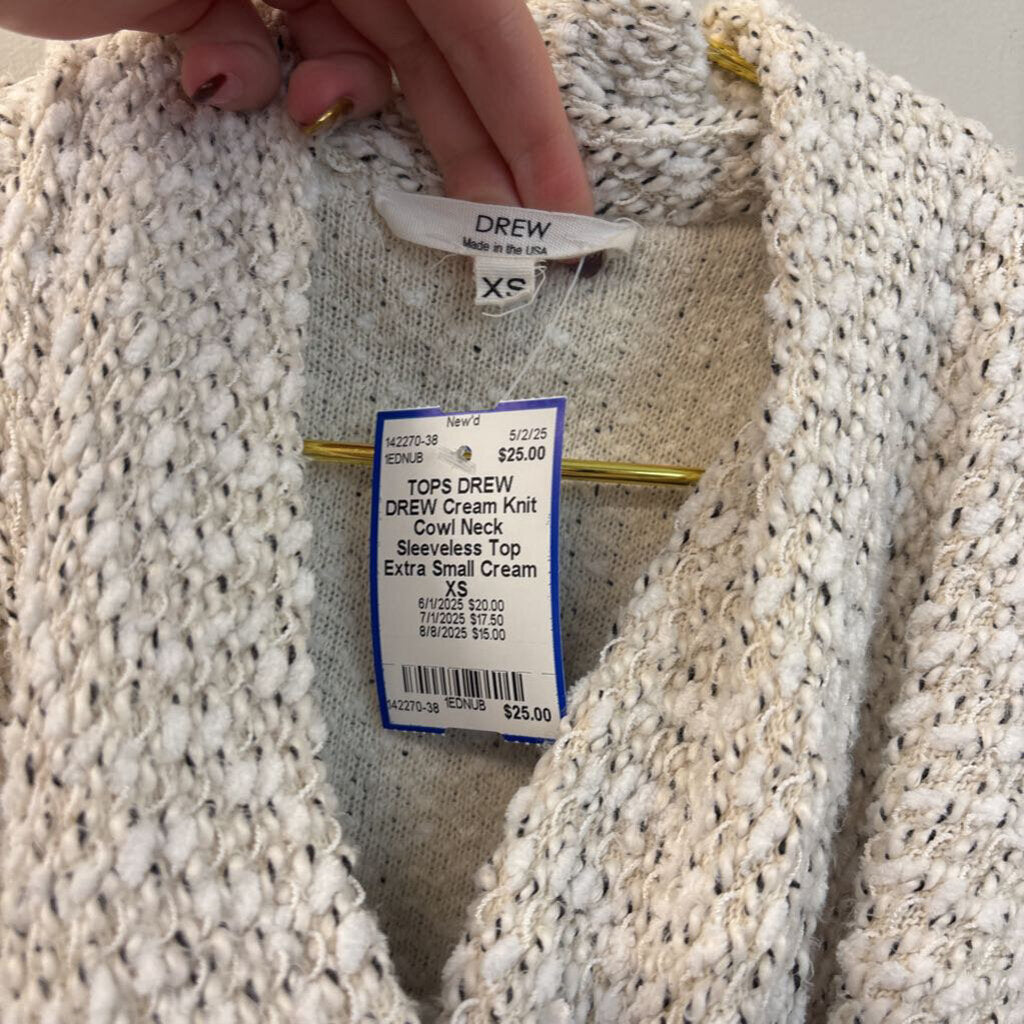 DREW
Made in the USA
XS
New'd
142270-38 5/2/25
1EDNUB $25.00
TOPS DREW
DREW Cream Knit
Cowl Neck
Sleeveless Top
Extra Small Cream
XS
6/1/2025 $20.00
7/1/2025 $17.50
8/8/2025 $15.00
142270-38 1EDNUB $25.00